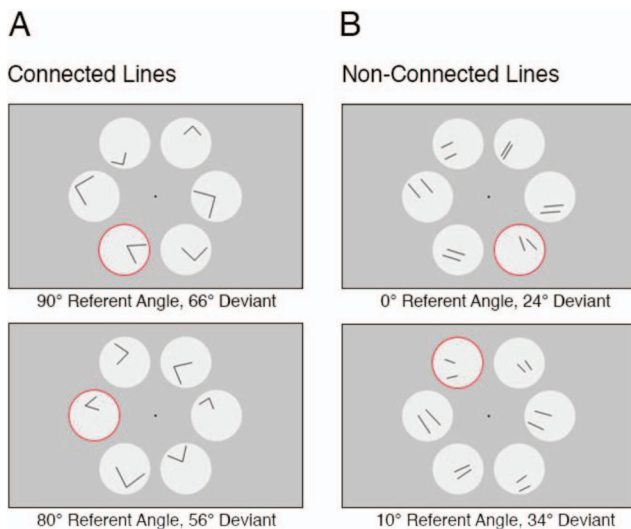 A
Connected Lines
90° Referent Angle, 66° Deviant
80° Referent Angle, 56° Deviant
B
Non-Connected Lines
0° Referent Angle, 24° Deviant
10° Referent Angle, 34° Deviant